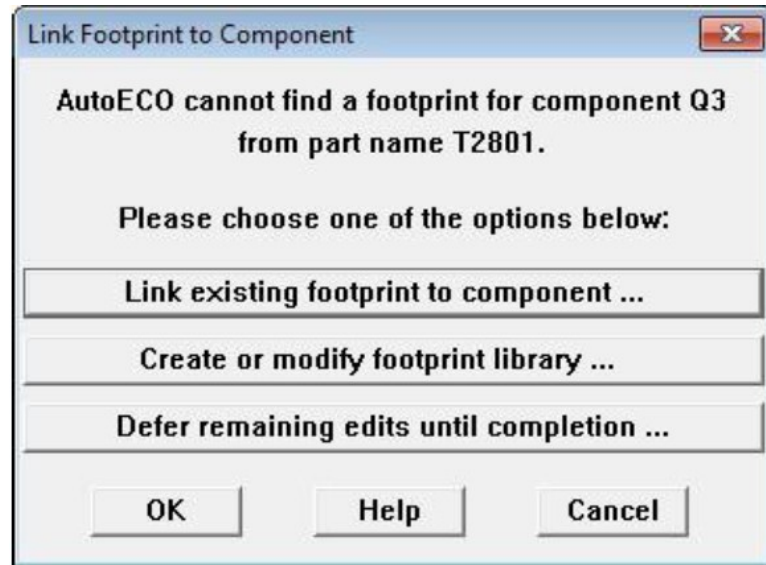 Link Footprint to Component
AutoECO cannot find a footprint for component Q3
from part name T2801.
Please choose one of the options below:
Link existing footprint to component ...
Create or modify footprint library ...
Defer remaining edits until completion ...
OK Help Cancel